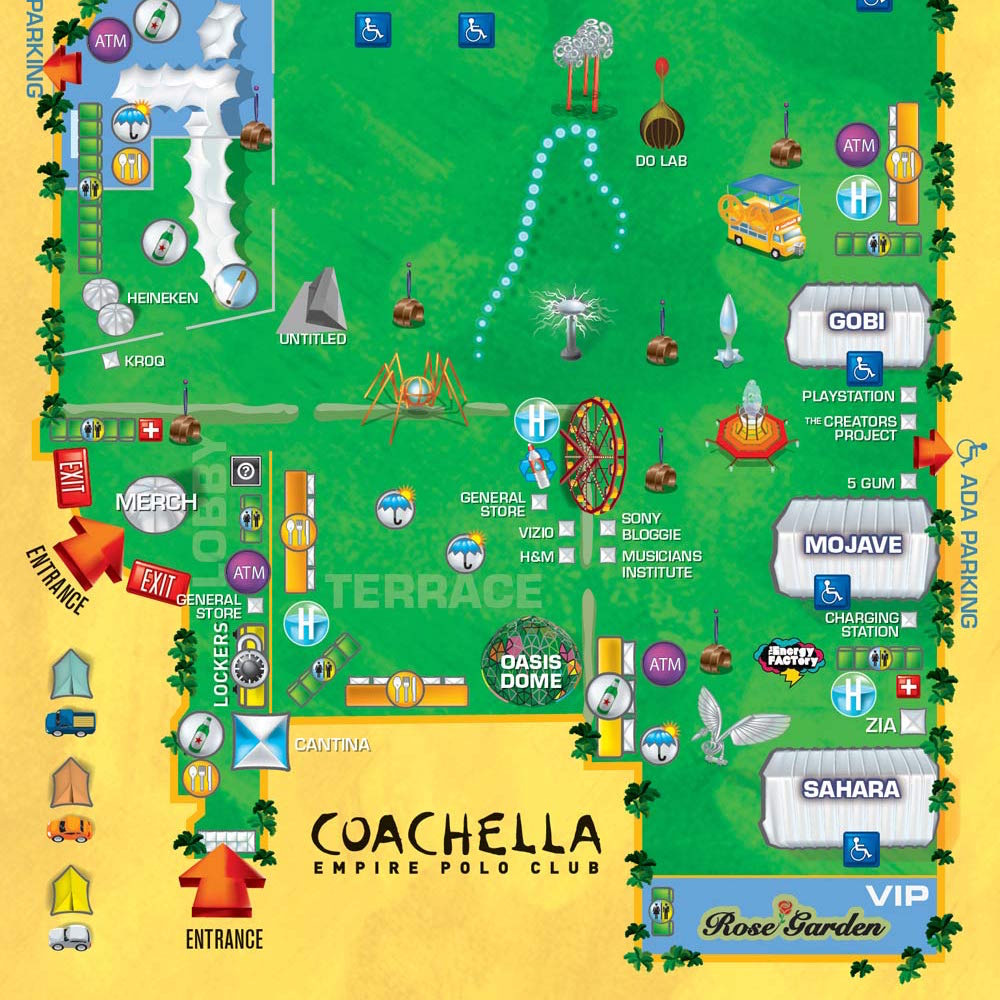 PARKING
ATM
DO LAB
ATM
H
HEINEKEN
UNTITLED
KROQ
GOBI
PLAYSTATION
THE CREATORS
PROJECT
5 GUM
ADA PARKING
H
EXIT
MERCH
LOBBY
?
ENTRANCE
EXIT
GENERAL
STORE
VIZIO
H&M
SONY
BLOGGIE
MUSICIANS
INSTITUTE
MOJAVE
ATM
TERRACE
GENERAL
STORE
LOCKERS
H
CHARGING
STATION
OASIS
DOME
ATM
THE Energy
FACTORY
H
ZIA
CANTINA
SAHARA
COACHELLA
EMPIRE POLO CLUB
ENTRANCE
VIP
Rose Garden